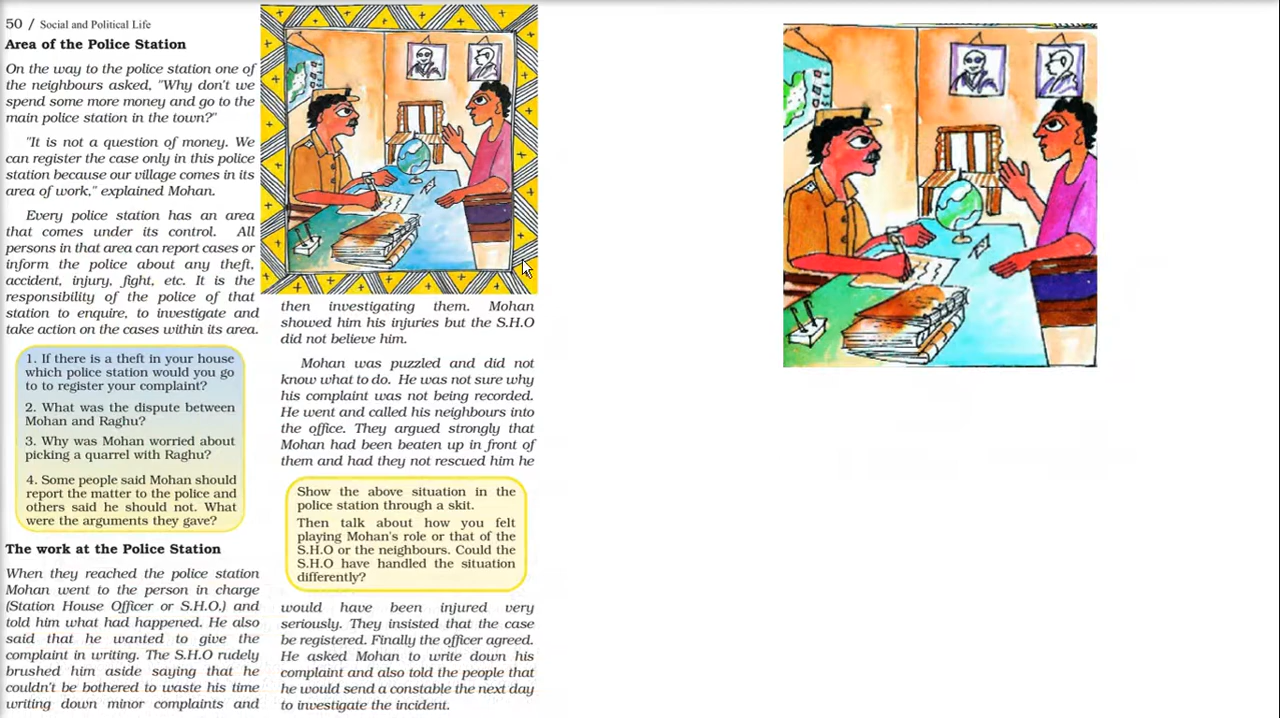 50 / Social and Political Life
Area of the Police Station
On the way to the police station one of
the neighbours asked, "Why don't we
spend some more money and go to the
main police station in the town?"
"It is not a question of money. We
can register the case only in this police
station because our village comes in its
area of work," explained Mohan.
Every police station has an area
that comes under its control. All
persons in that area can report cases or
inform the police about any theft,
accident, injury, fight, etc. It is the
responsibility of the police of that
station to enquire, to investigate and
take action on the cases within its area.
1. If there is a theft in your house
which police station would you go
to to register your complaint?
2. What was the dispute between
Mohan and Raghu?
3. Why was Mohan worried about
picking a quarrel with Raghu?
4. Some people said Mohan should
report the matter to the police and
others said he should not. What
were the arguments they gave?
The work at the Police Station
When they reached the police station
Mohan went to the person in charge
(Station House Officer or S.H.O.) and
told him what had happened. He also
said that he wanted to give the
complaint in writing. The S.H.O rudely
brushed him aside saying that he
couldn't be bothered to waste his time
writing down minor complaints and
then investigating them. Mohan
showed him his injuries but the S.H.O
did not believe him.
Mohan was puzzled and did not
know what to do. He was not sure why
his complaint was not being recorded.
He went and called his neighbours into
the office. They argued strongly that
Mohan had been beaten up in front of
them and had they not rescued him he
Show the above situation in the
police station through a skit.
Then talk about how you felt
playing Mohan's role or that of the
S.H.O or the neighbours. Could the
S.H.O have handled the situation
differently?
would have been injured very
seriously. They insisted that the case
be registered. Finally the officer agreed.
He asked Mohan to write down his
complaint and also told the people that
he would send a constable the next day
to investigate the incident.